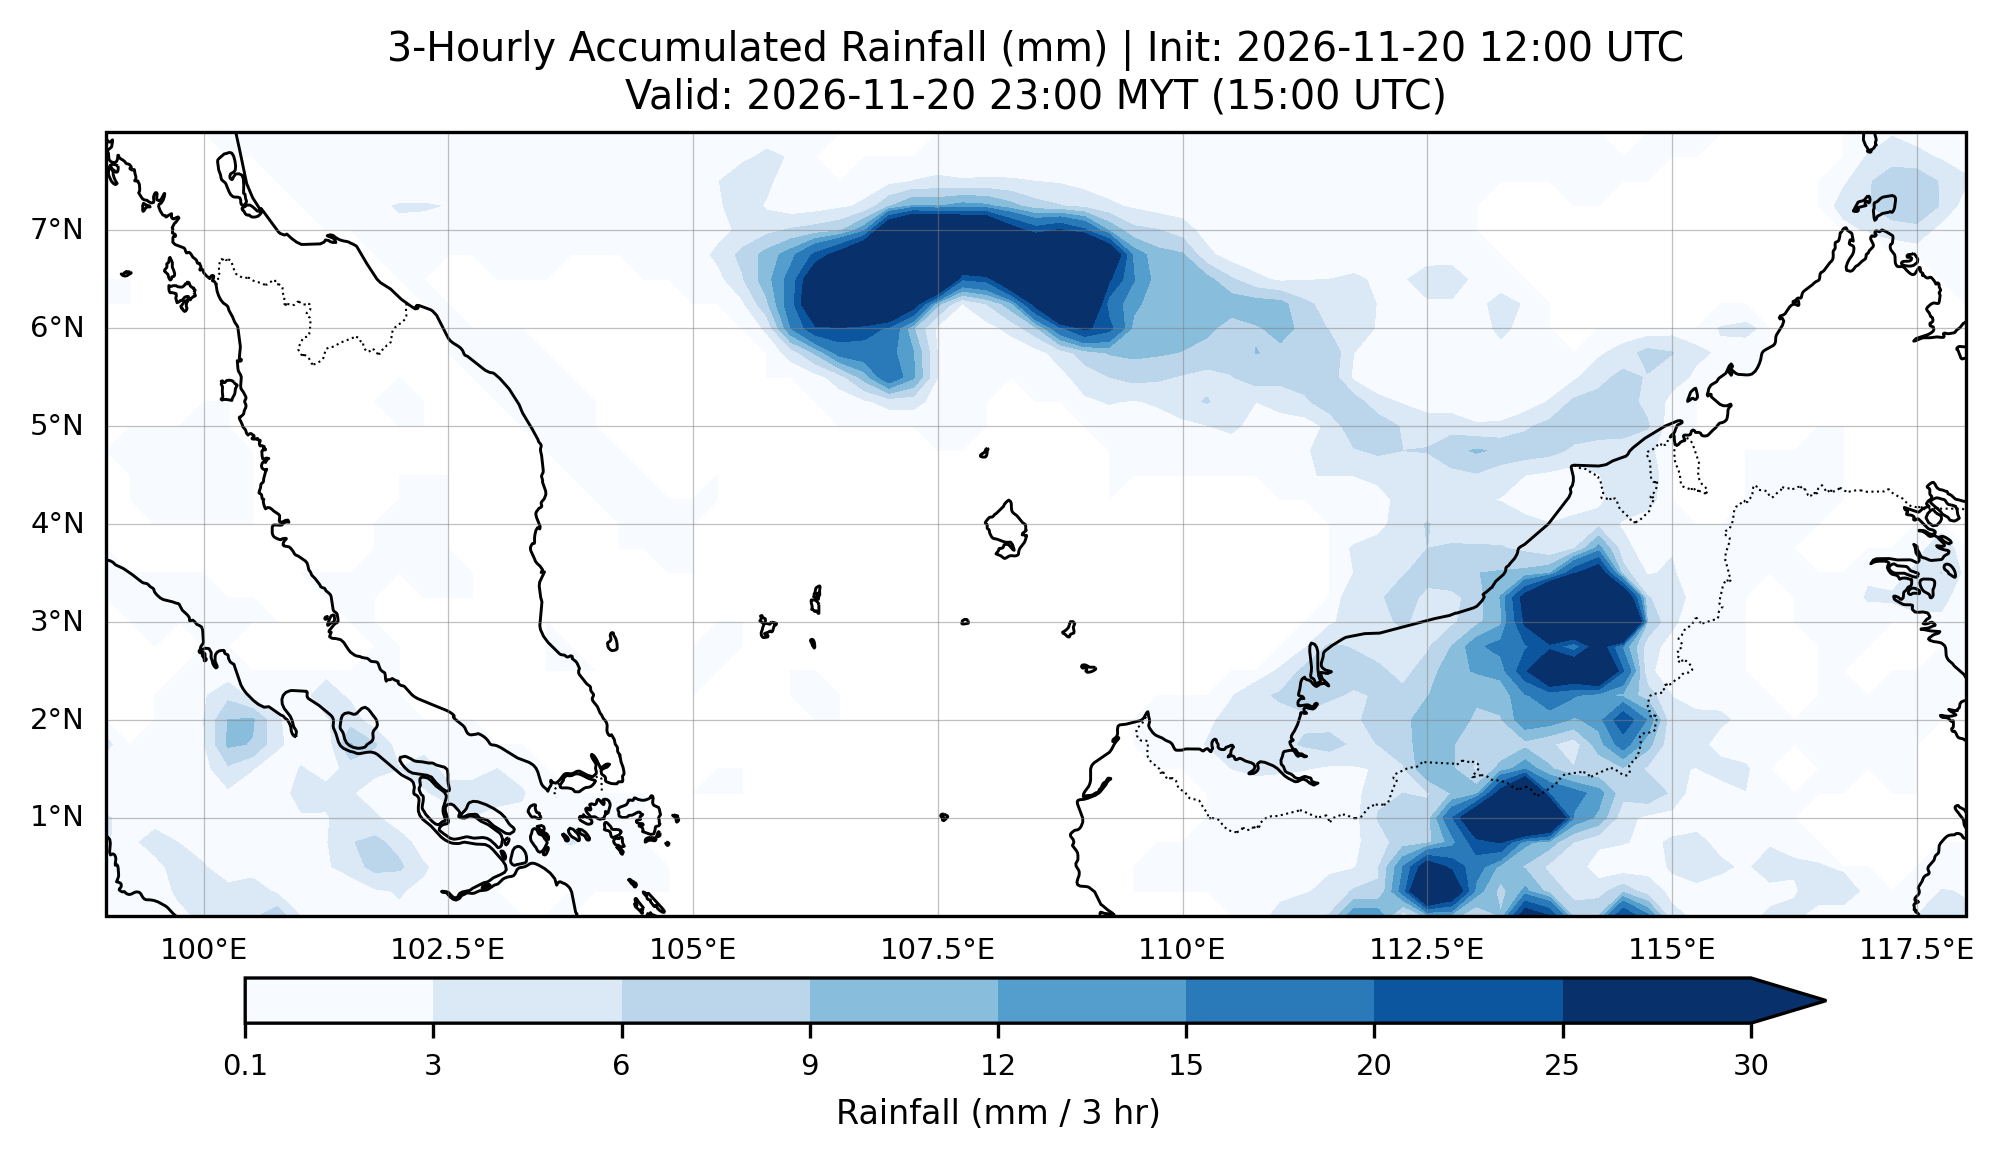 3-Hourly Accumulated Rainfall (mm) | Init: 2026-11-20 12:00 UTC
Valid: 2026-11-20 23:00 MYT (15:00 UTC)
7°N
6°N
5°N
4°N
3°N
2°N
1°N
100°E 102.5°E 105°E 107.5°E 110°E 112.5°E 115°E 117.5°E
0.1 3 6 9 12 15 20 25 30
Rainfall (mm / 3 hr)